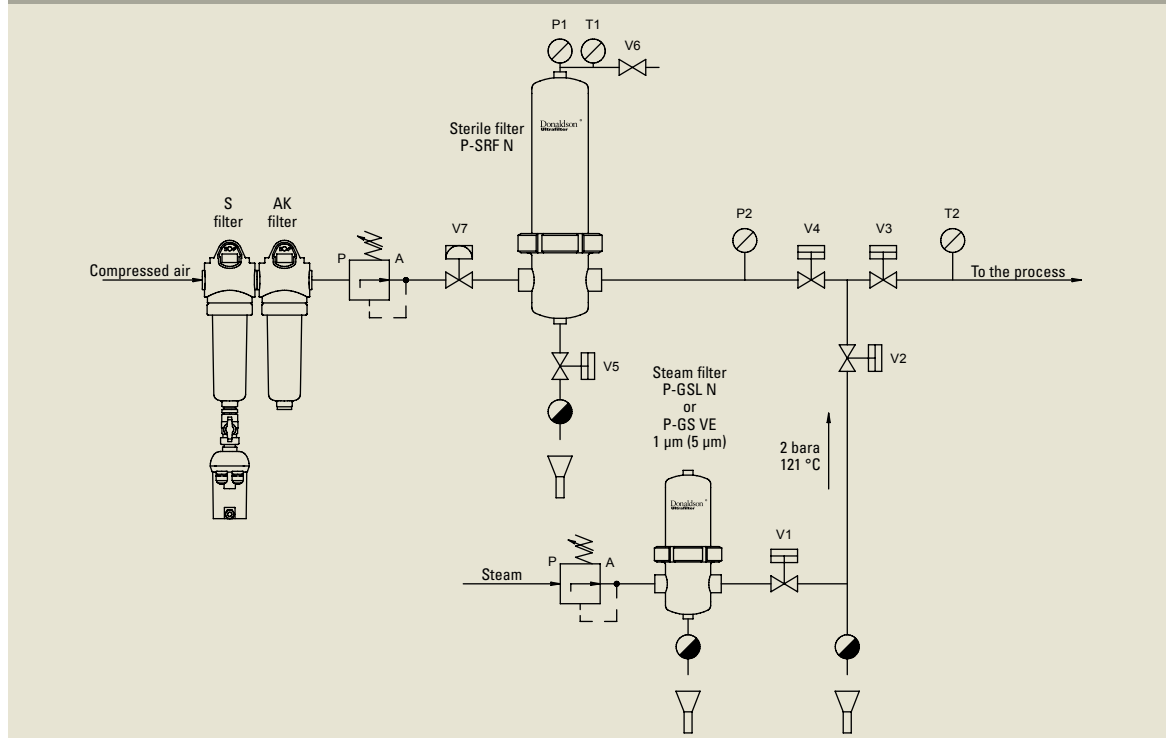 P1
T1
V6
Donaldson®
Ultrafilter
Sterile filter
P-SRF N
S
filter
AK
filter
P
A
V7
P2
V4
V3
T2
Compressed air
To the process
V5
V2
Steam filter
P-GSL N
or
P-GS VE
1 µm (5 µm)
2 bara
121 °C
Donaldson®
Ultrafilter
V1
P
A
Steam